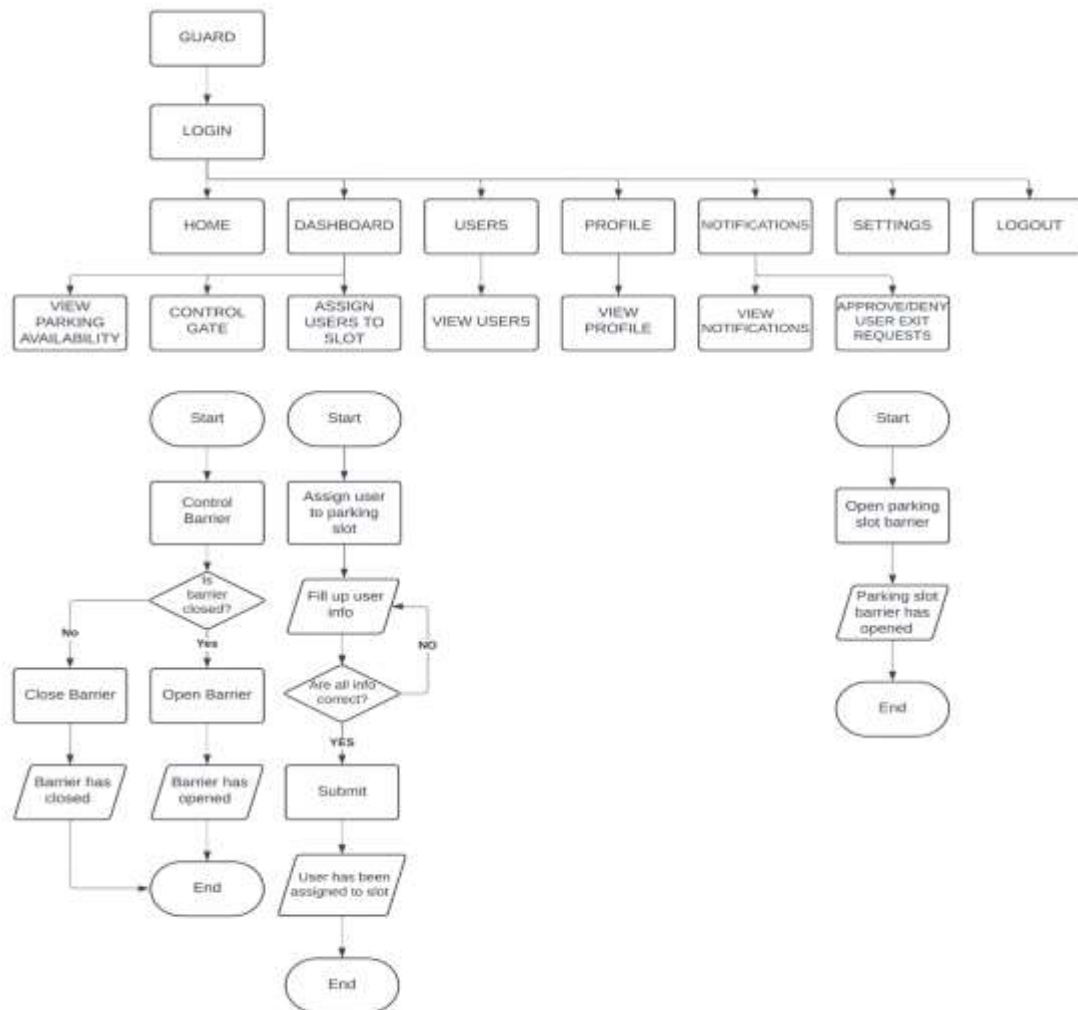 GUARD
LOGIN
HOME
DASHBOARD
USERS
PROFILE
NOTIFICATIONS
SETTINGS
LOGOUT
VIEW
PARKING
AVAILABILITY
CONTROL
GATE
ASSIGN
USERS TO
SLOT
VIEW USERS
VIEW
PROFILE
VIEW
NOTIFICATIONS
APPROVE/DENY
USER EXIT
REQUESTS
Start
Control
Barrier
Is
barrier
closed?
No
Yes
Close Barrier
Open Barrier
Barrier has
closed
Barrier has
opened
End
Start
Assign user
to parking
slot
Fill up user
info
NO
Are all info
correct?
YES
Submit
User has been
assigned to slot
End
Start
Open parking
slot barrier
Parking slot
barrier has
opened
End